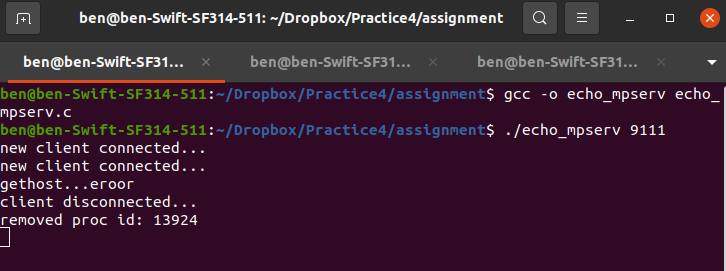 ben@ben-Swift-SF314-511: ~/Dropbox/Practice4/assignment
ben@ben-Swift-SF31... × ben@ben-Swift-SF31... × ben@ben-Swift-SF31... ×
ben@ben-Swift-SF314-511:~/Dropbox/Practice4/assignment$ gcc -o echo_mpserv echo_
mpserv.c
ben@ben-Swift-SF314-511:~/Dropbox/Practice4/assignment$ ./echo_mpserv 9111
new client connected...
new client connected...
gethost...eroor
client disconnected...
removed proc id: 13924